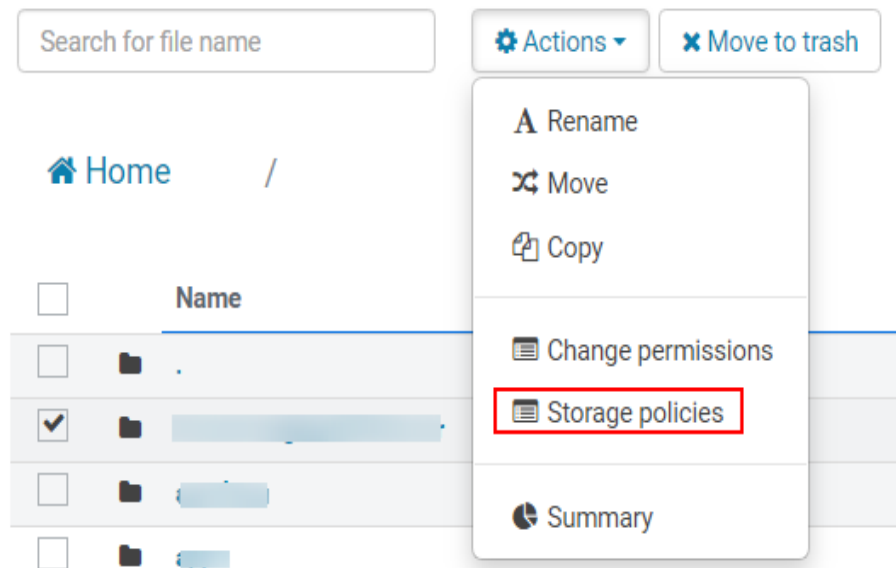 Search for file name
Actions
Move to trash
Rename
Home /
Move
Copy
Name
Change permissions
.
Storage policies
Summary